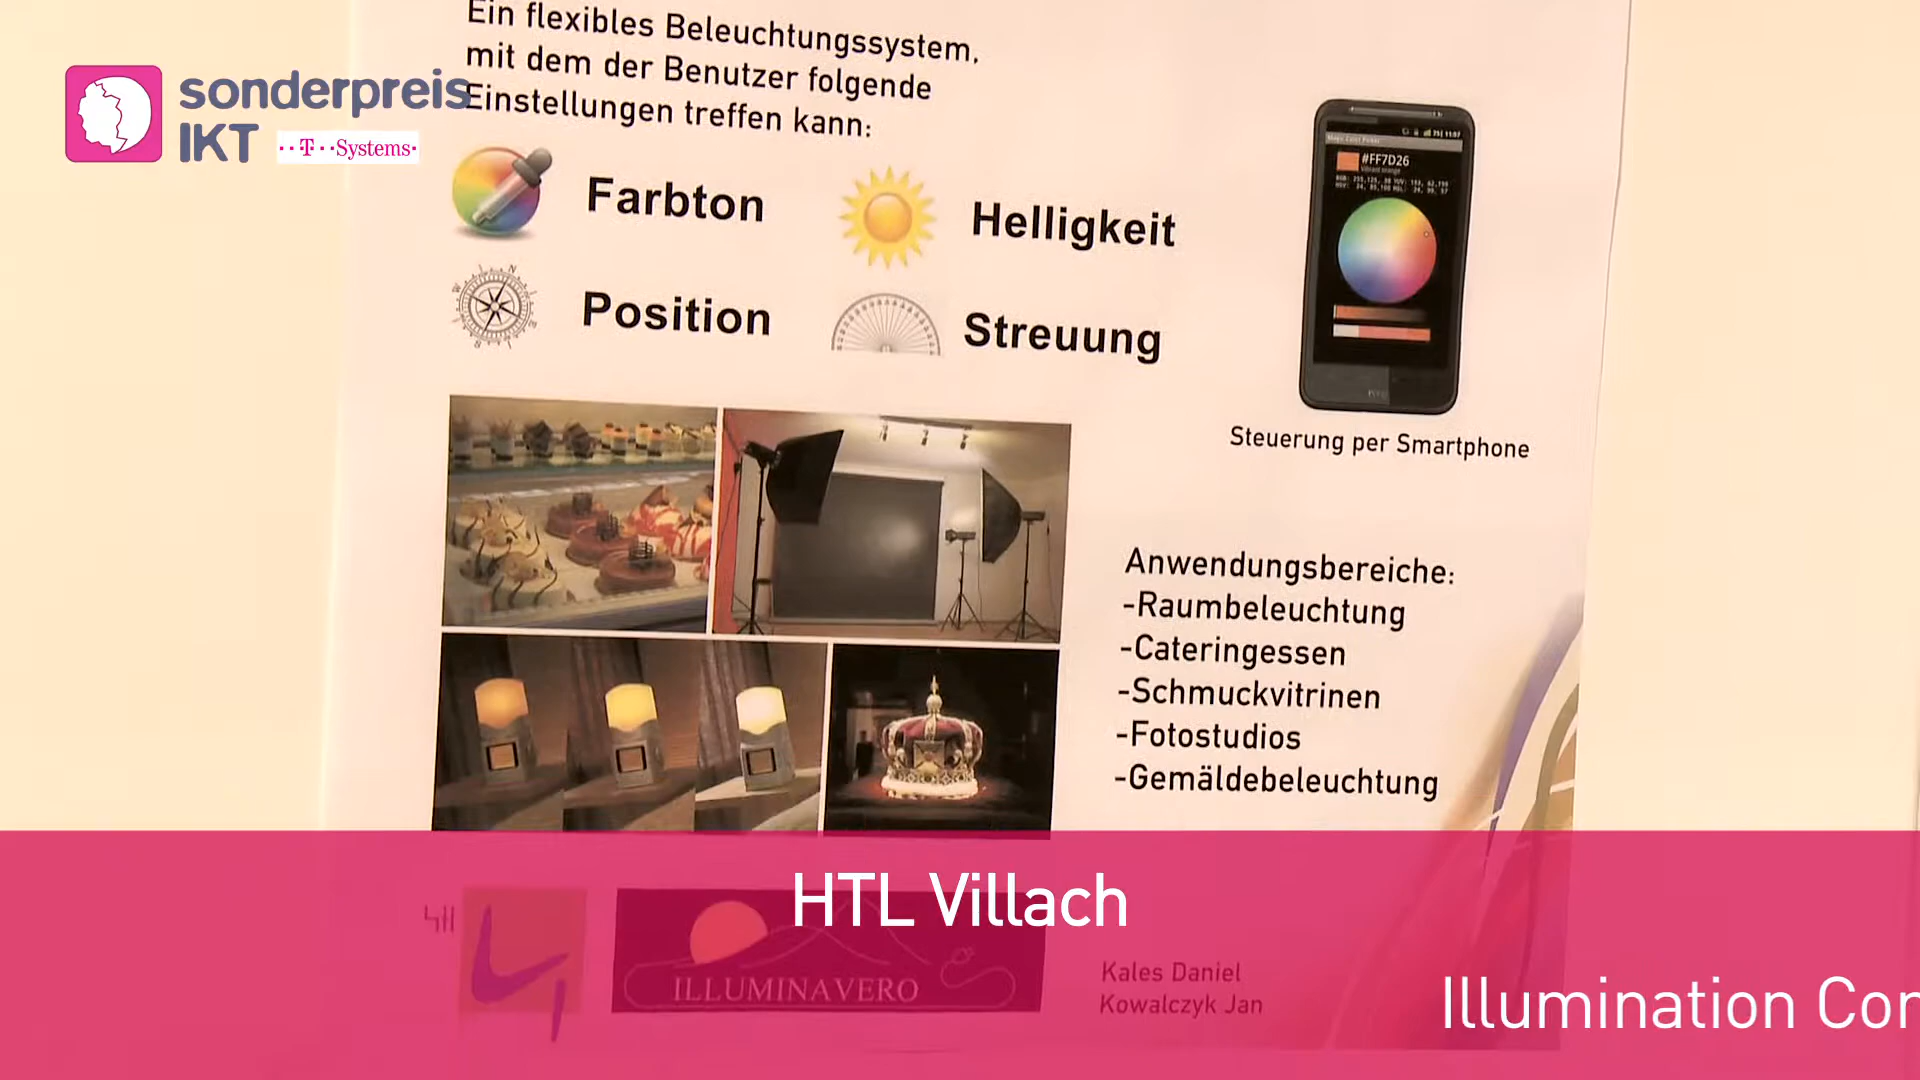 Ein flexibles Beleuchtungssystem,
mit dem der Benutzer folgende
Einstellungen treffen kann:
sonderpreis
IKT
··T··Systems·
Farbton
Helligkeit
Position
Streuung
#FF7D26
Steuerung per Smartphone
Anwendungsbereiche:
-Raumbeleuchtung
-Cateringessen
-Schmuckvitrinen
-Fotostudios
-Gemäldebeleuchtung
HTL Villach
ILLUMINAVERO
Kales Daniel
Kowalczyk Jan
Illumination Con